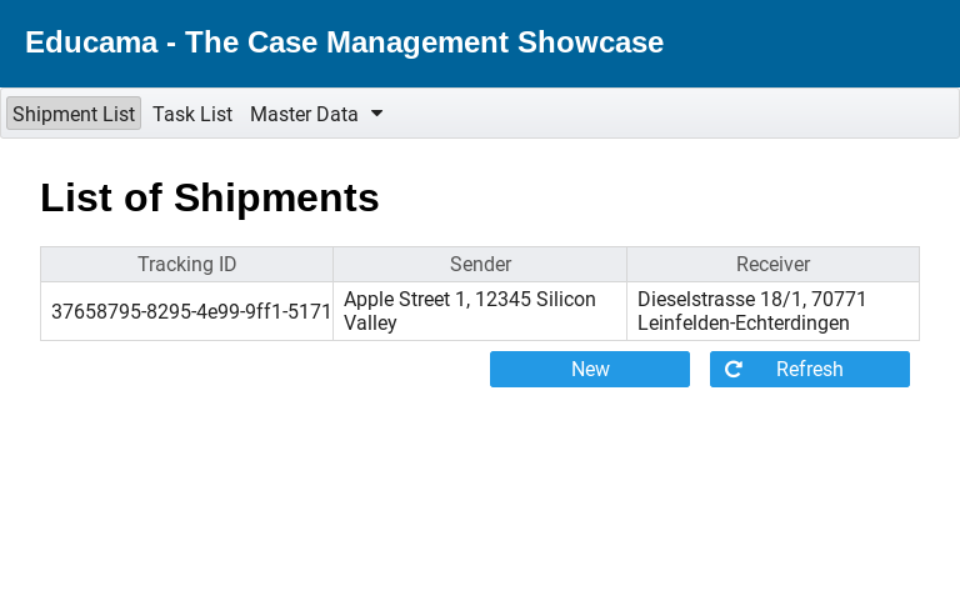 Educama - The Case Management Showcase
Shipment List Task List Master Data
List of Shipments
Tracking ID Sender Receiver
37658795-8295-4e99-9ff1-5171
Apple Street 1, 12345 Silicon
Valley
Dieselstrasse 18/1, 70771
Leinfelden-Echterdingen
New Refresh